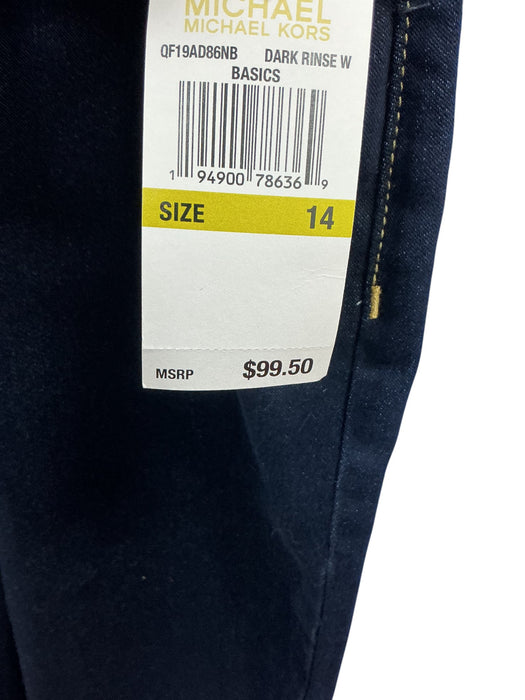 MICHAEL
MICHAEL KORS
QF19AD86NB DARK RINSE W
BASICS
1 94900 78636 9
SIZE 14
MSRP $99.50